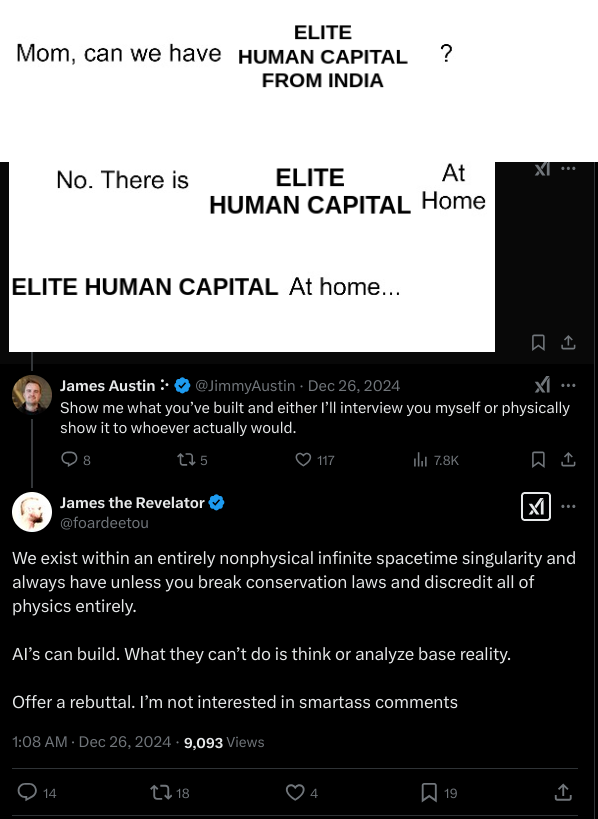 Mom, can we have ELITE HUMAN CAPITAL FROM INDIA ?
No. There is ELITE HUMAN CAPITAL At Home
ELITE HUMAN CAPITAL At home...
James Austin @JimmyAustin · Dec 26, 2024
Show me what you've built and either I'll interview you myself or physically
show it to whoever actually would.
8 5 117 7.8K
James the Revelator
@foardeetou
We exist within an entirely nonphysical infinite spacetime singularity and
always have unless you break conservation laws and discredit all of
physics entirely.
AI's can build. What they can't do is think or analyze base reality.
Offer a rebuttal. I'm not interested in smartass comments
1:08 AM · Dec 26, 2024 · 9,093 Views
14 18 4 19